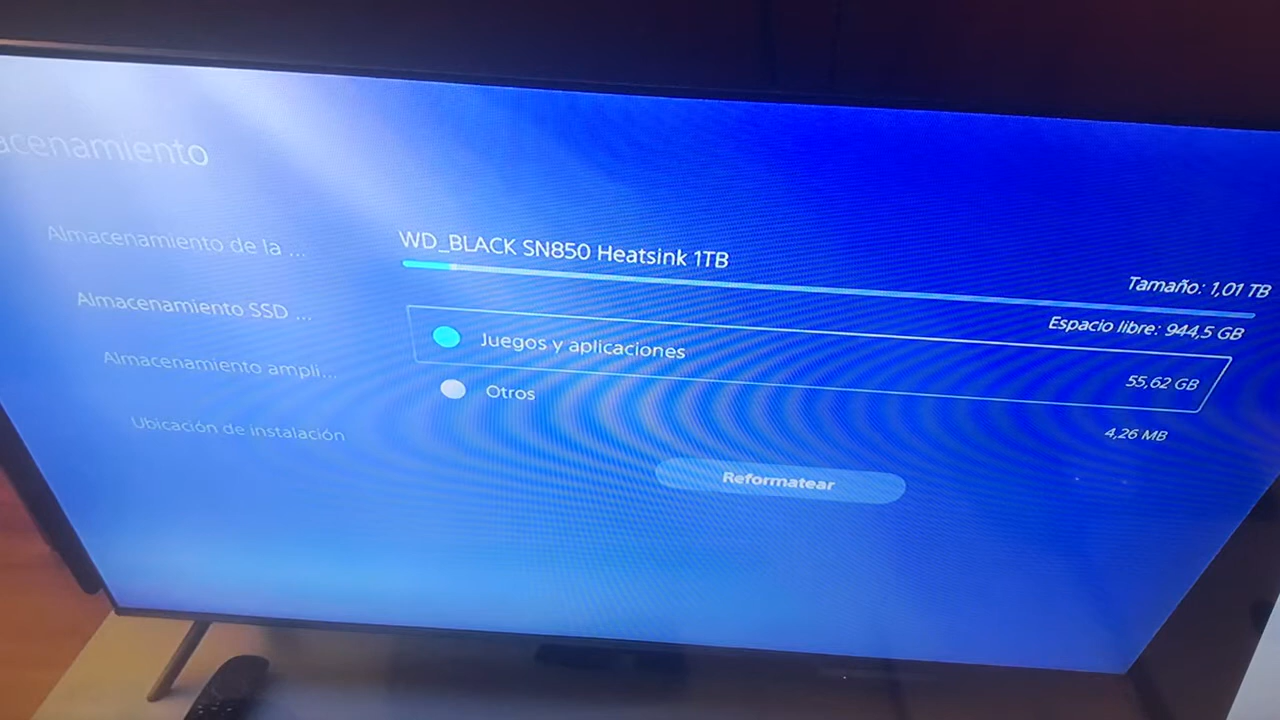 acenamiento
Almacenamiento de la ...
Almacenamiento SSD ...
Almacenamiento ampli...
Ubicación de instalación
WD_BLACK SN850 Heatsink 1TB
Tamaño: 1,01 TB
Espacio libre: 944,5 GB
Juegos y aplicaciones
55,62 GB
Otros
4,26 MB
Reformatear